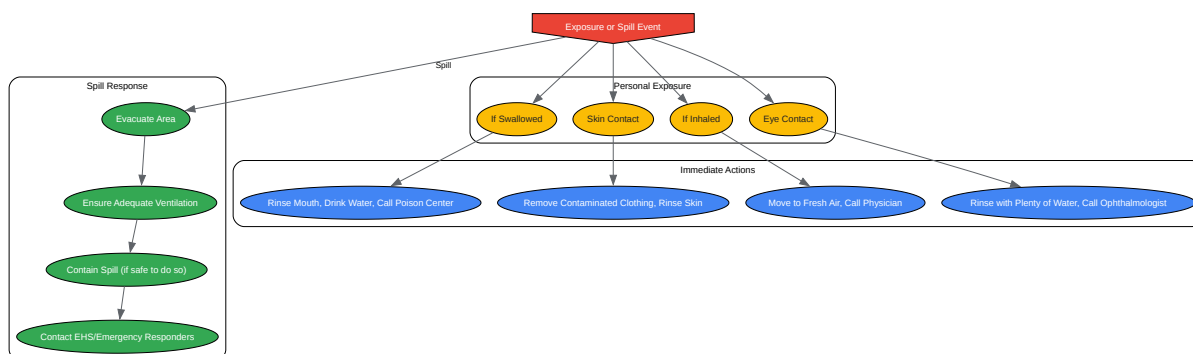 Exposure or Spill Event
Spill
Spill Response
Personal Exposure
Evacuate Area
If Swallowed
Skin Contact
If Inhaled
Eye Contact
Immediate Actions
Ensure Adequate Ventilation
Rinse Mouth, Drink Water, Call Poison Center
Remove Contaminated Clothing, Rinse Skin
Move to Fresh Air, Call Physician
Rinse with Plenty of Water, Call Ophthalmologist
Contain Spill (if safe to do so)
Contact EHS/Emergency Responders